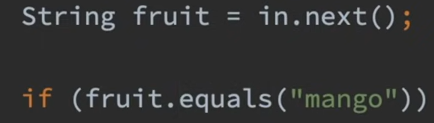 String fruit = in.next();
if (fruit.equals("mango"))